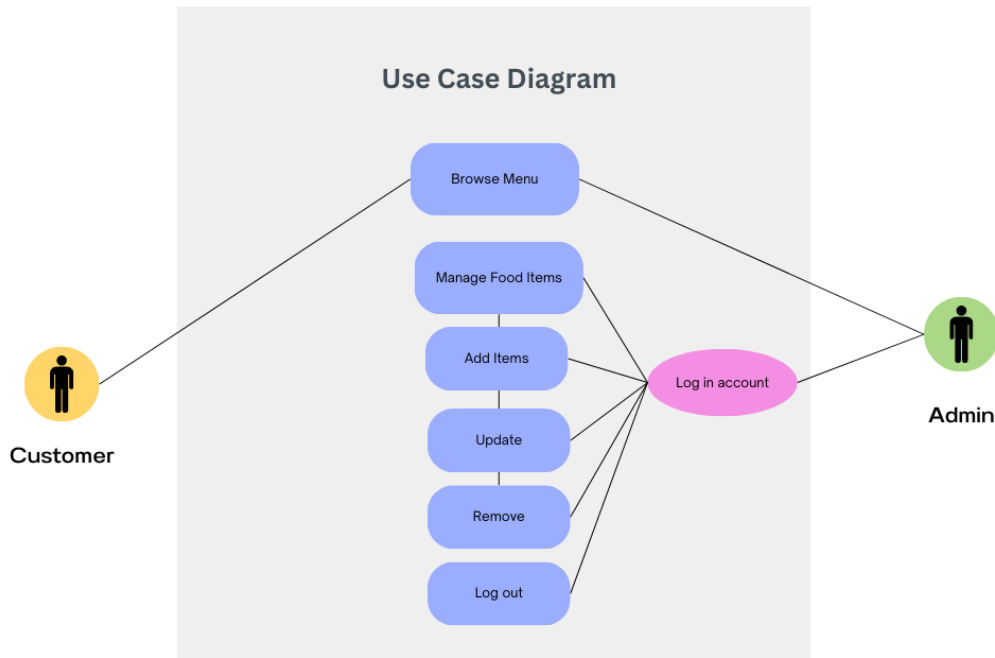 Use Case Diagram
Browse Menu
Manage Food Items
Add Items
Log in account
Update
Remove
Log out
Customer
Admin